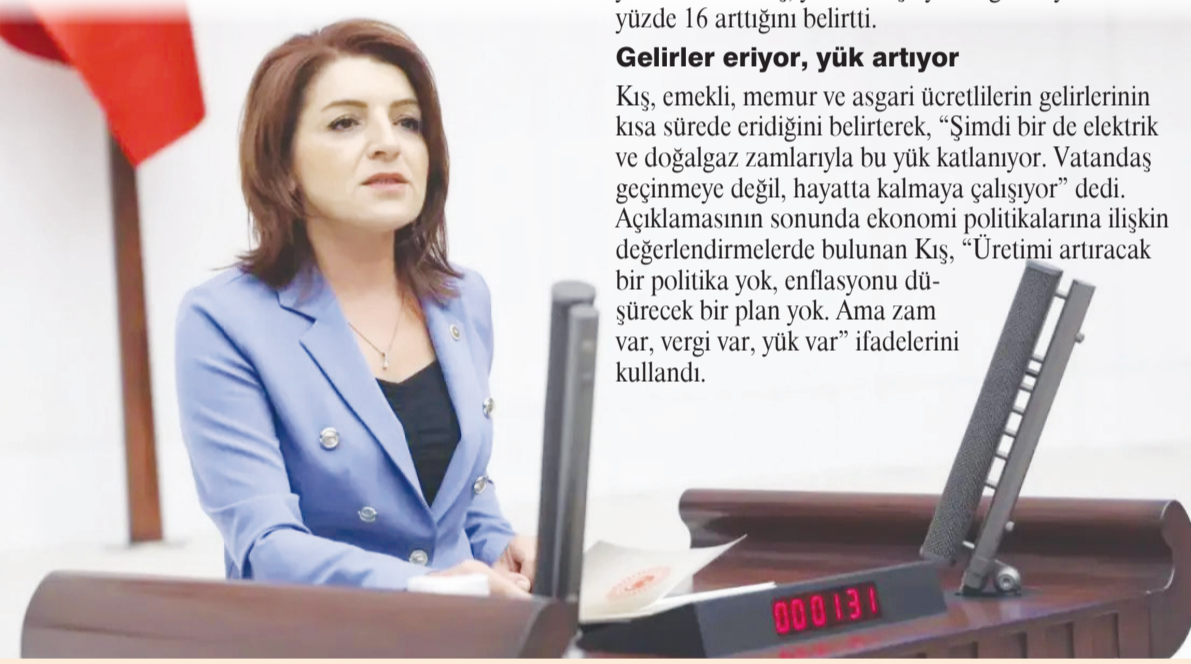 yüzde 16 arttığını belirtti.
Gelirler eriyor, yük artıyor
Kış, emekli, memur ve asgari ücretlilerin gelirlerinin
kısa sürede eridiğini belirterek, “Şimdi bir de elektrik
ve doğalgaz zamlarıyla bu yük katlanıyor. Vatandaş
geçinmeye değil, hayatta kalmaya çalışıyor” dedi.
Açıklamasının sonunda ekonomi politikalarına ilişkin
değerlendirmelerde bulunan Kış, “Üretimi artıracak
bir politika yok, enflasyonu dü-
şürecek bir plan yok. Ama zam
var, vergi var, yük var” ifadelerini
kullandı.
000131